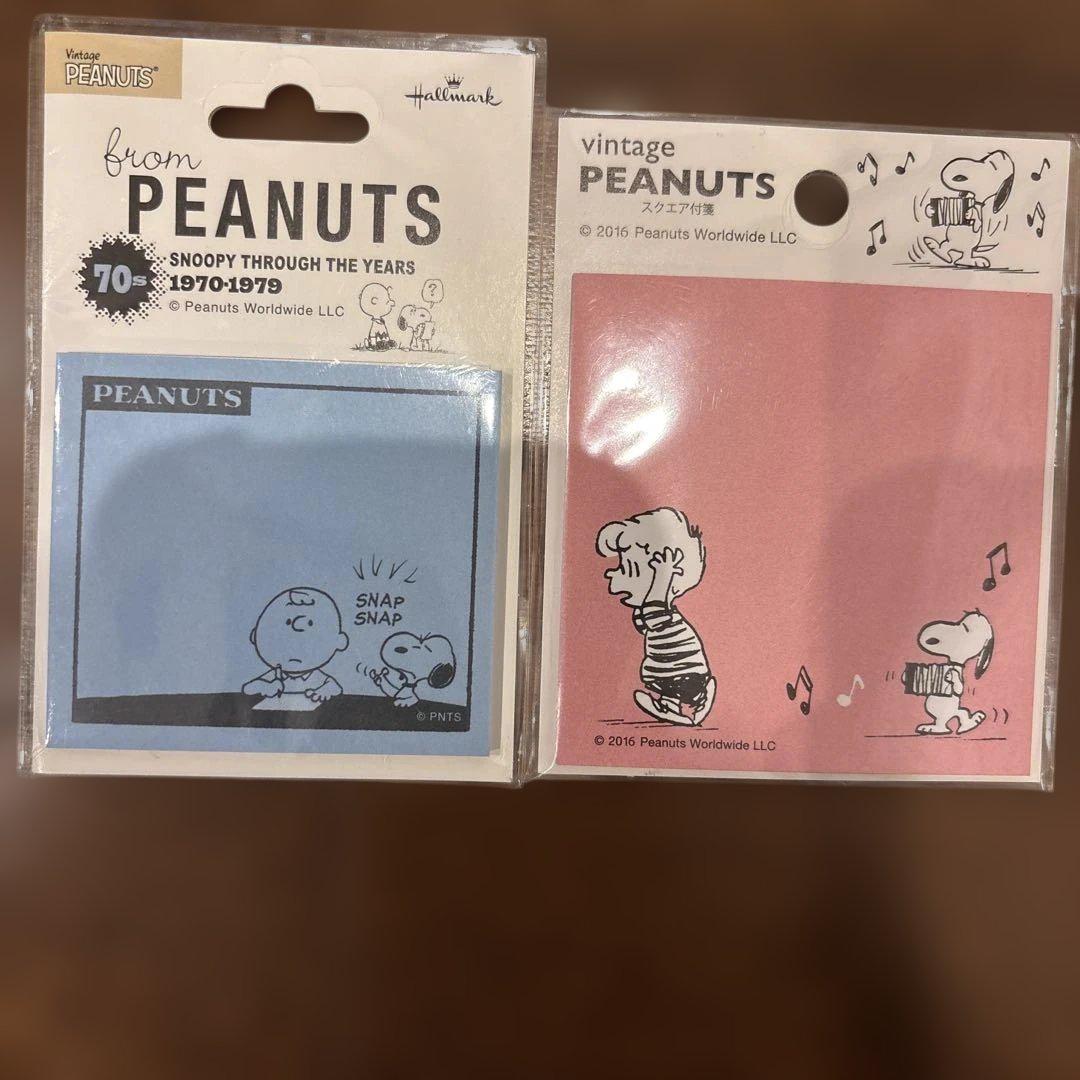 Vintage
PEANUTS®
Hallmark
from
PEANUTS
70s
SNOOPY THROUGH THE YEARS
1970-1979
© Peanuts Worldwide LLC
?
PEANUTS
SNAP
SNAP
© PNTS
vintage
PEANUTS
スクエア付箋
© 2016 Peanuts Worldwide LLC
© 2016 Peanuts Worldwide LLC